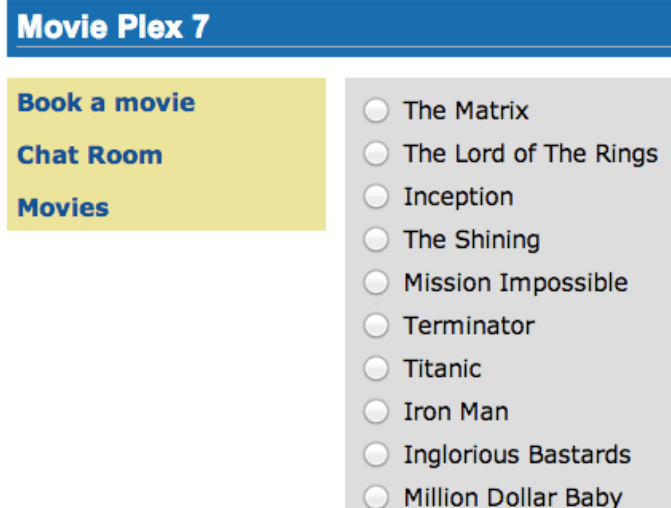 Movie Plex 7
Book a movie
Chat Room
Movies
The Matrix
The Lord of The Rings
Inception
The Shining
Mission Impossible
Terminator
Titanic
Iron Man
Inglorious Bastards
Million Dollar Baby